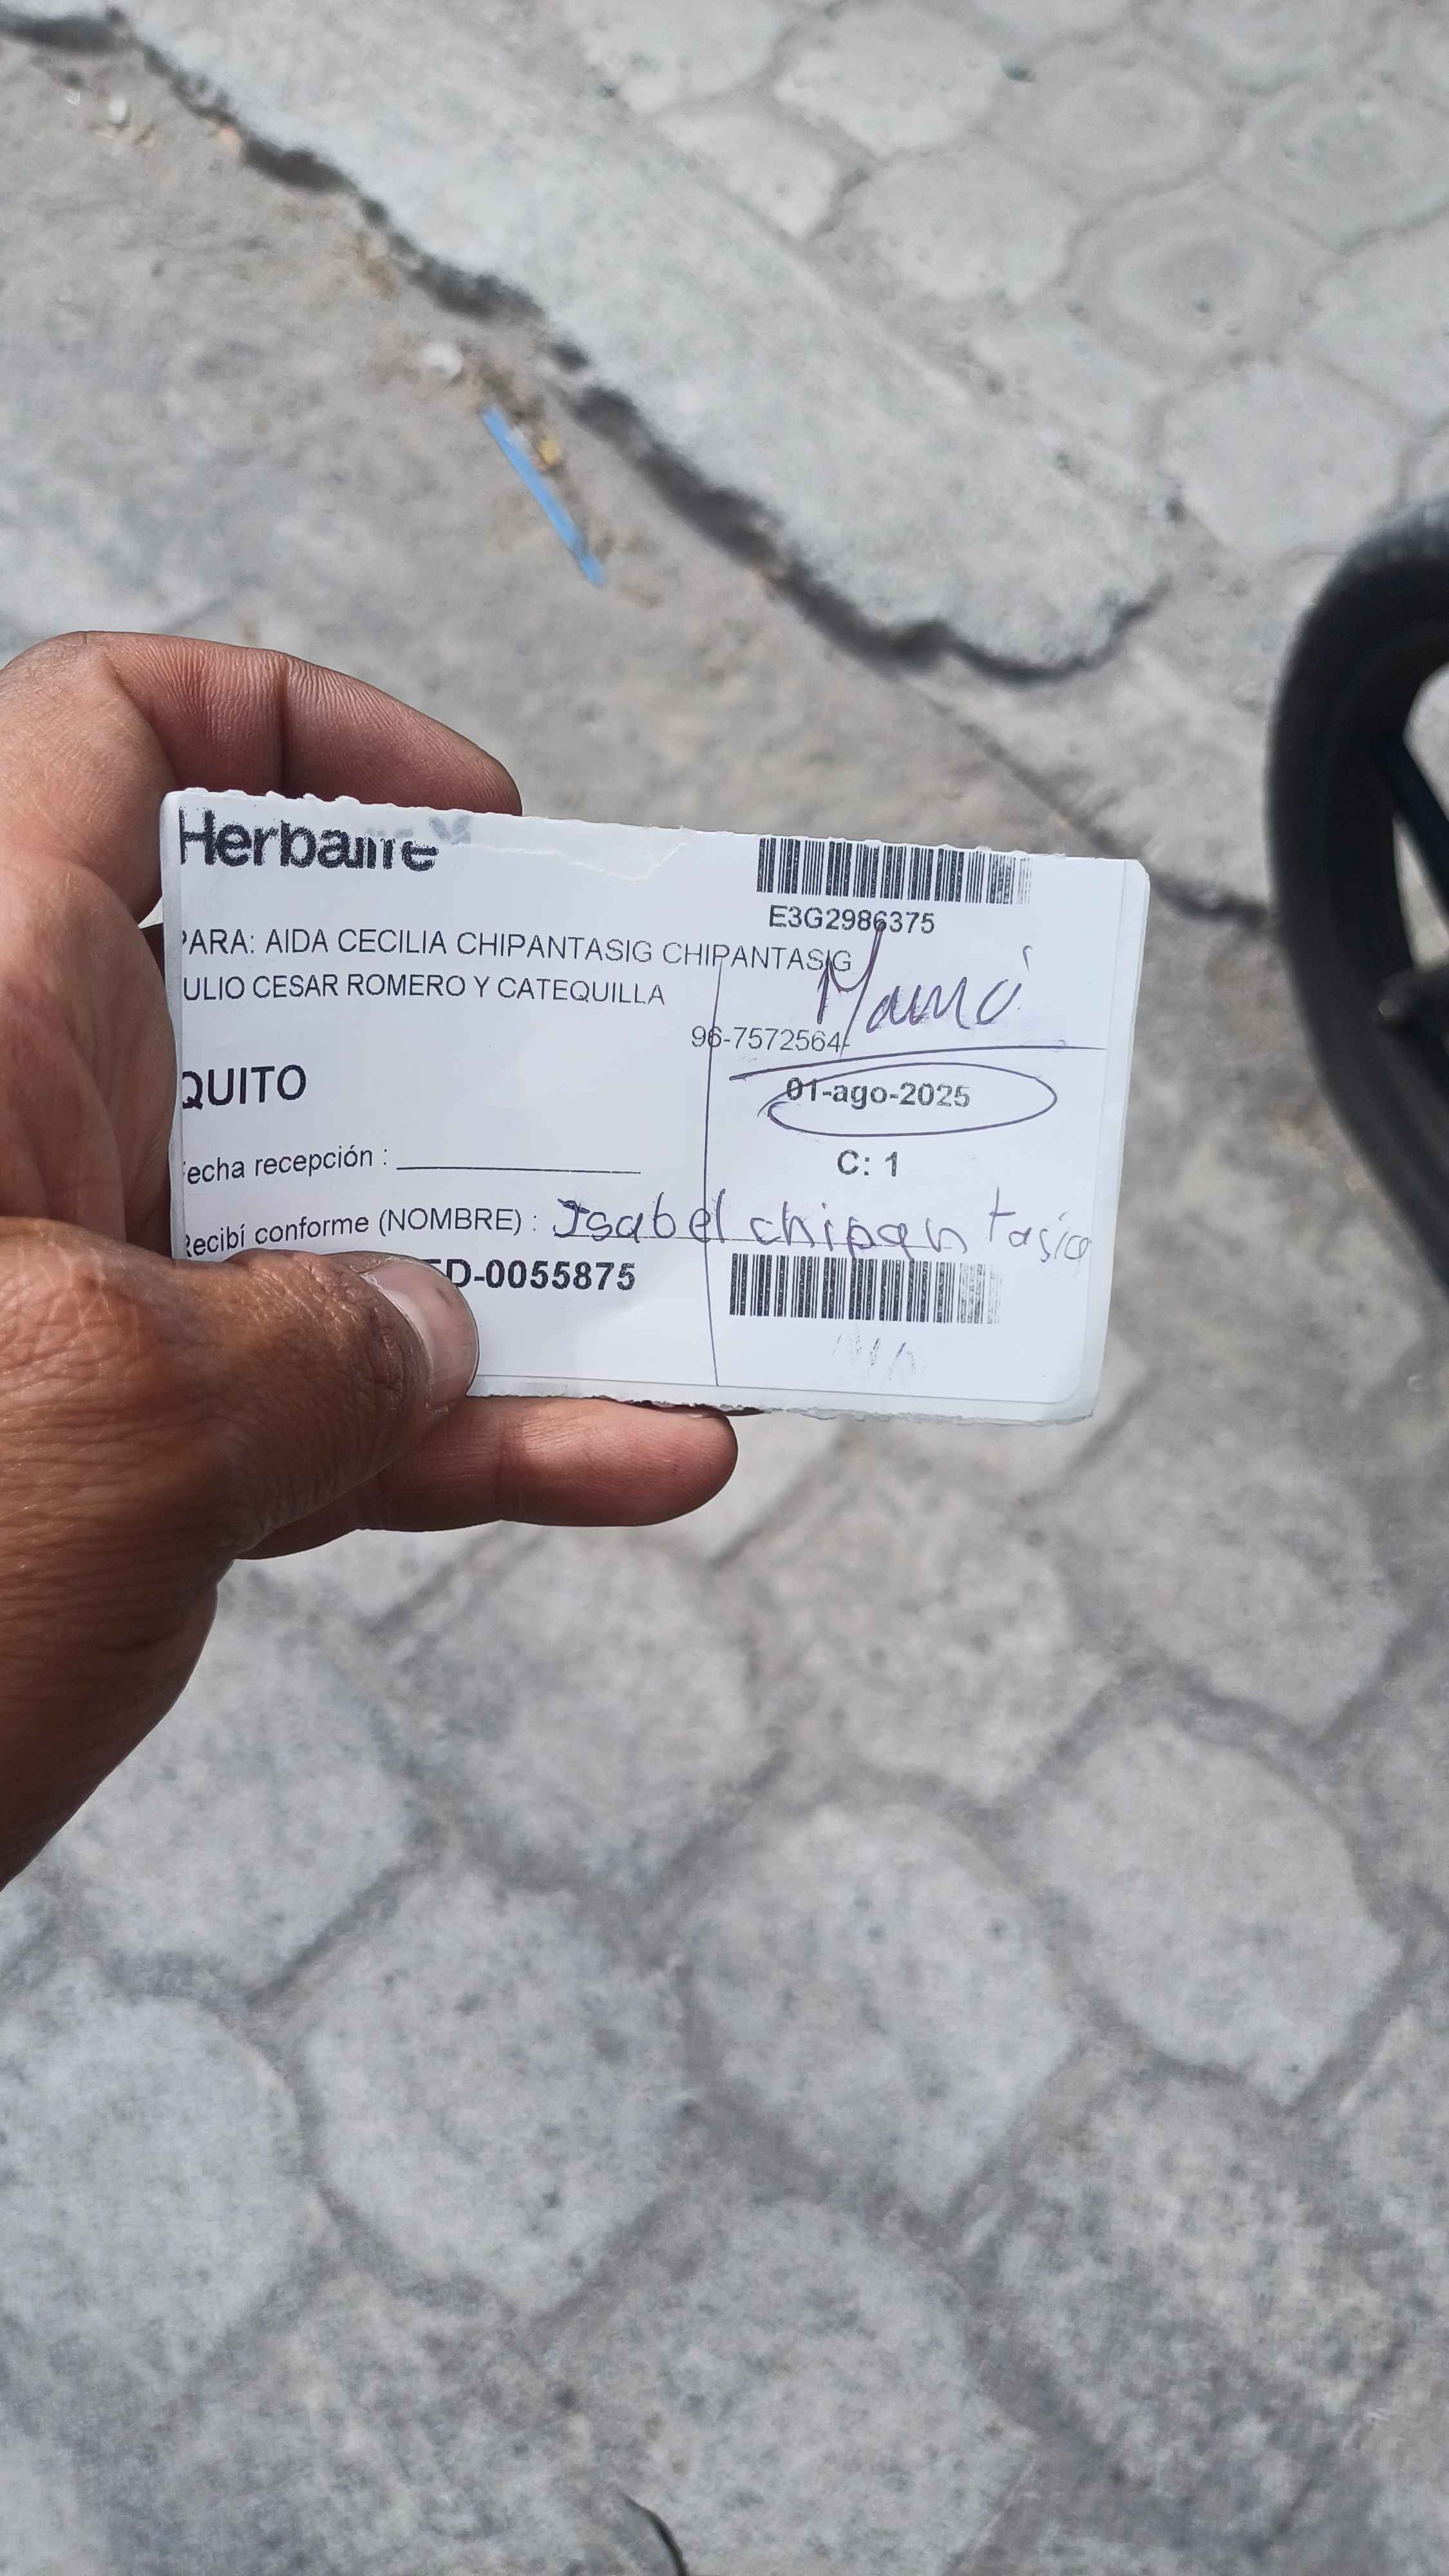 Herbalife
PARA: AIDA CECILIA CHIPANTASIG CHIPANTASIG
ULIO CESAR ROMERO Y CATEQUILLA
QUITO
echa recepción :
Recibí conforme (NOMBRE) : Isabel chipantasig
ED-0055875
E3G2986375
Mamá
96-7572564-
01-ago-2025
C: 1